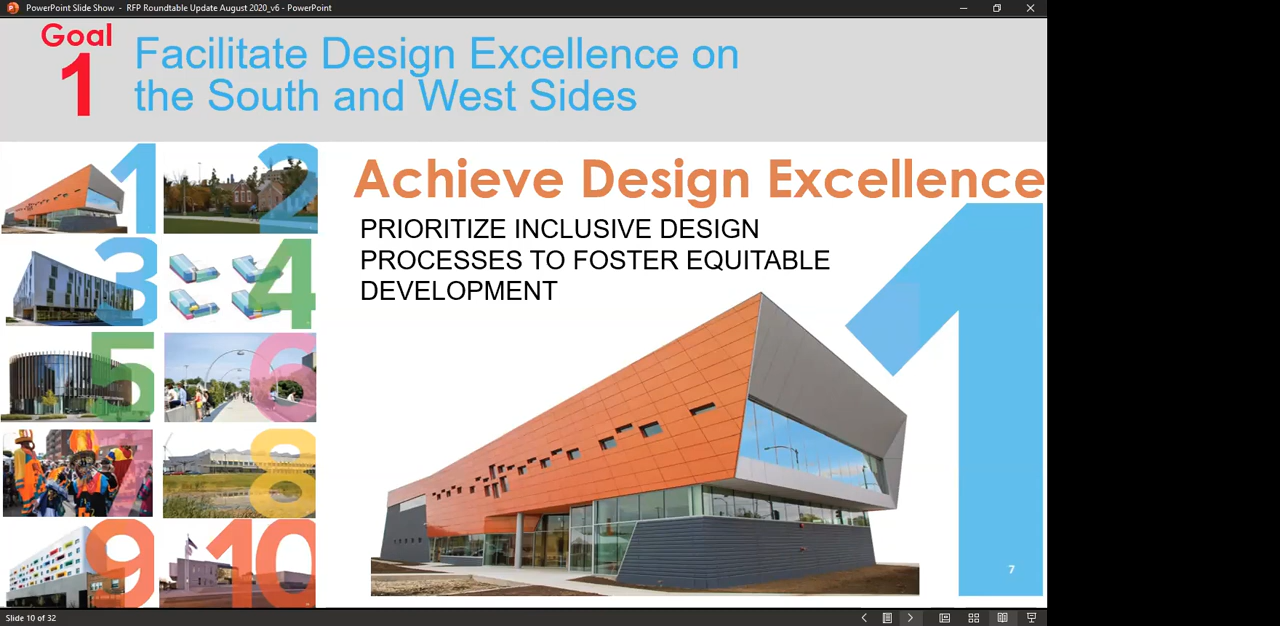 PowerPoint Slide Show - RFP Roundtable Update August 2020_v6 - PowerPoint
Goal
1
Facilitate Design Excellence on
the South and West Sides
1
2
3
4
5
6
7
8
9
10
Achieve Design Excellence
PRIORITIZE INCLUSIVE DESIGN
PROCESSES TO FOSTER EQUITABLE
DEVELOPMENT
1
7
Slide 10 of 32